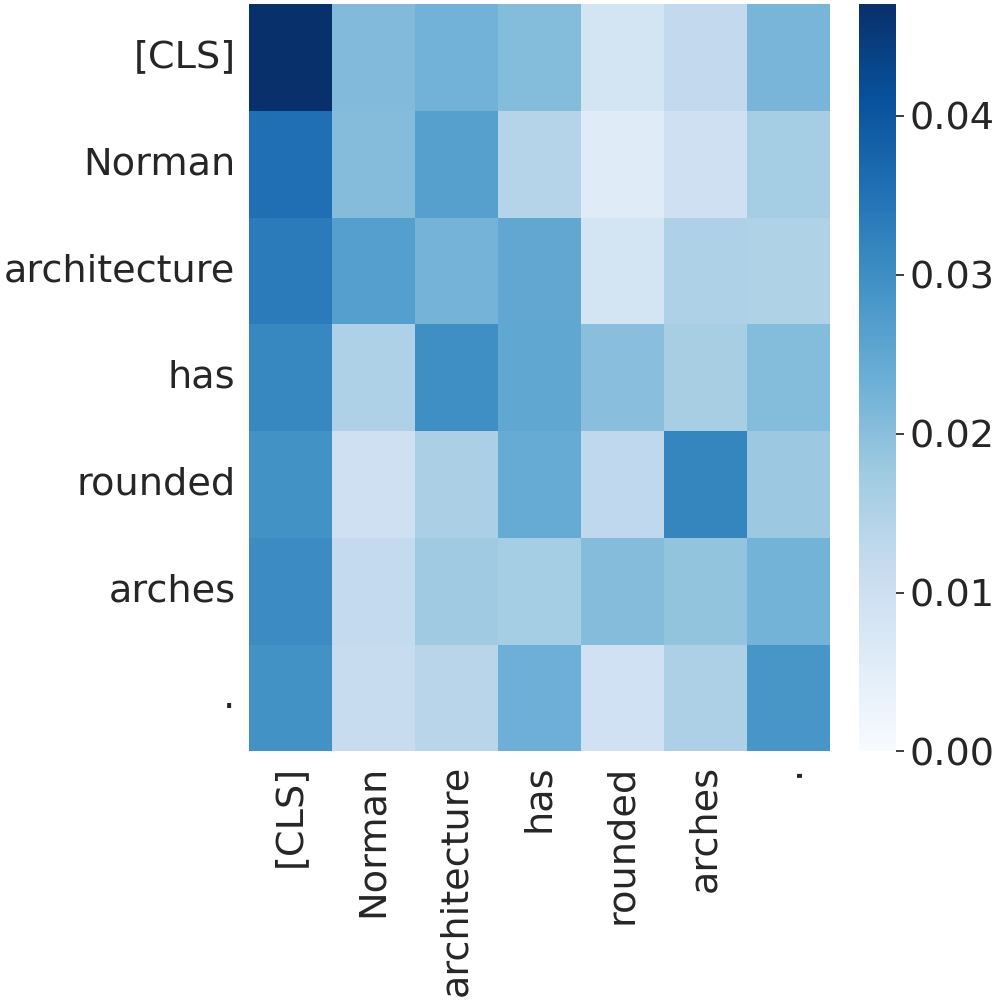 [CLS]
Norman
architecture
has
rounded
arches
.
0.04
0.03
0.02
0.01
0.00
[CLS]
Norman
architecture
has
rounded
arches
.